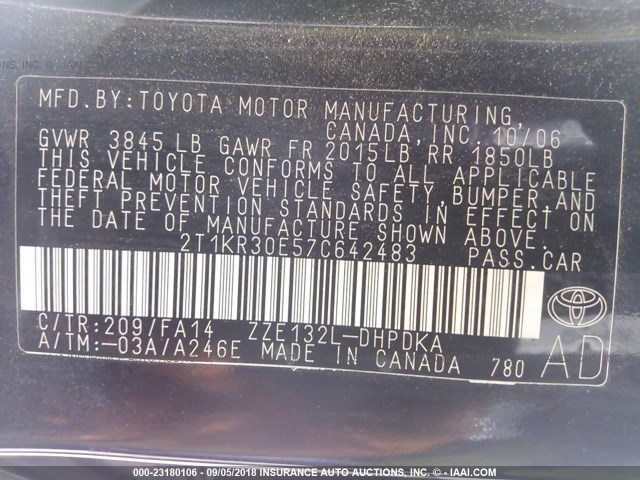 MFD.BY:TOYOTA MOTOR MANUFACTURING,
CANADA, INC. 10/06
GVWR 3845 LB GAWR FR 2015LB RR 1850LB
THIS VEHICLE CONFORMS TO ALL APPLICABLE
FEDERAL MOTOR VEHICLE SAFETY, BUMPER, AND
THEFT PREVENTION STANDARDS IN EFFECT ON
THE DATE OF MANUFACTURE SHOWN ABOVE.
2T1KR30E57C642483 PASS.CAR
C/TR:209/FA14 ZZE132L-DHPDKA
A/TM:-03A/A246E MADE IN CANADA 780 AD
000-23180106 - 09/05/2018 - INSURANCE AUTO AUCTIONS, INC. - IAAI.COM